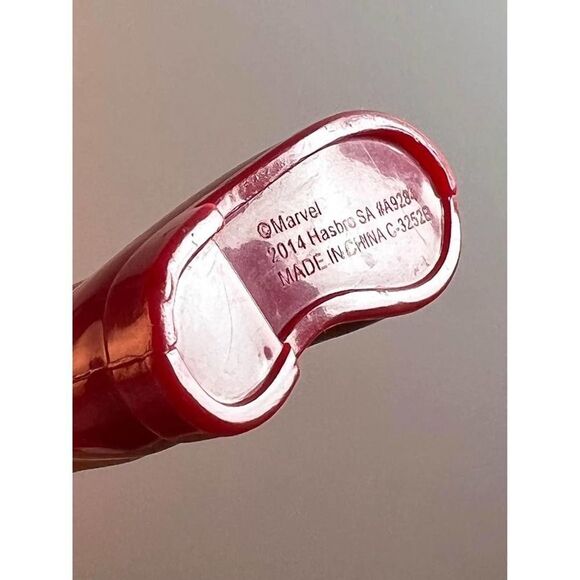 ©Marvel
2014 Hasbro SA #A9284
MADE IN CHINA C-3252B